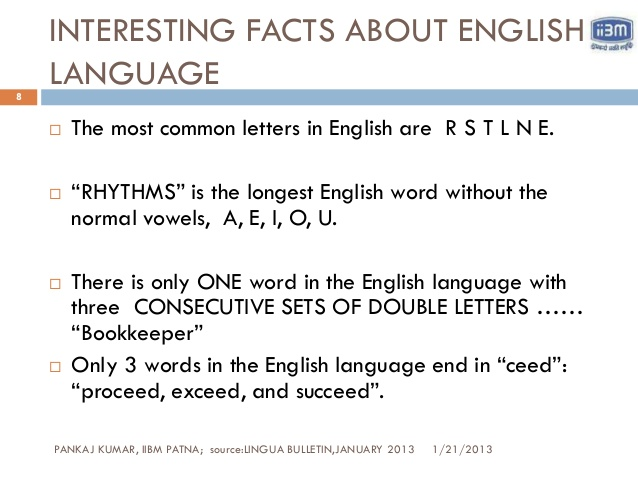 INTERESTING FACTS ABOUT ENGLISH
LANGUAGE
iiBM
8
The most common letters in English are R S T L N E.
“RHYTHMS” is the longest English word without the
normal vowels, A, E, I, O, U.
There is only ONE word in the English language with
three CONSECUTIVE SETS OF DOUBLE LETTERS ……
“Bookkeeper”
Only 3 words in the English language end in “ceed”:
“proceed, exceed, and succeed”.
PANKAJ KUMAR, IIBM PATNA; source:LINGUA BULLETIN,JANUARY 2013 1/21/2013